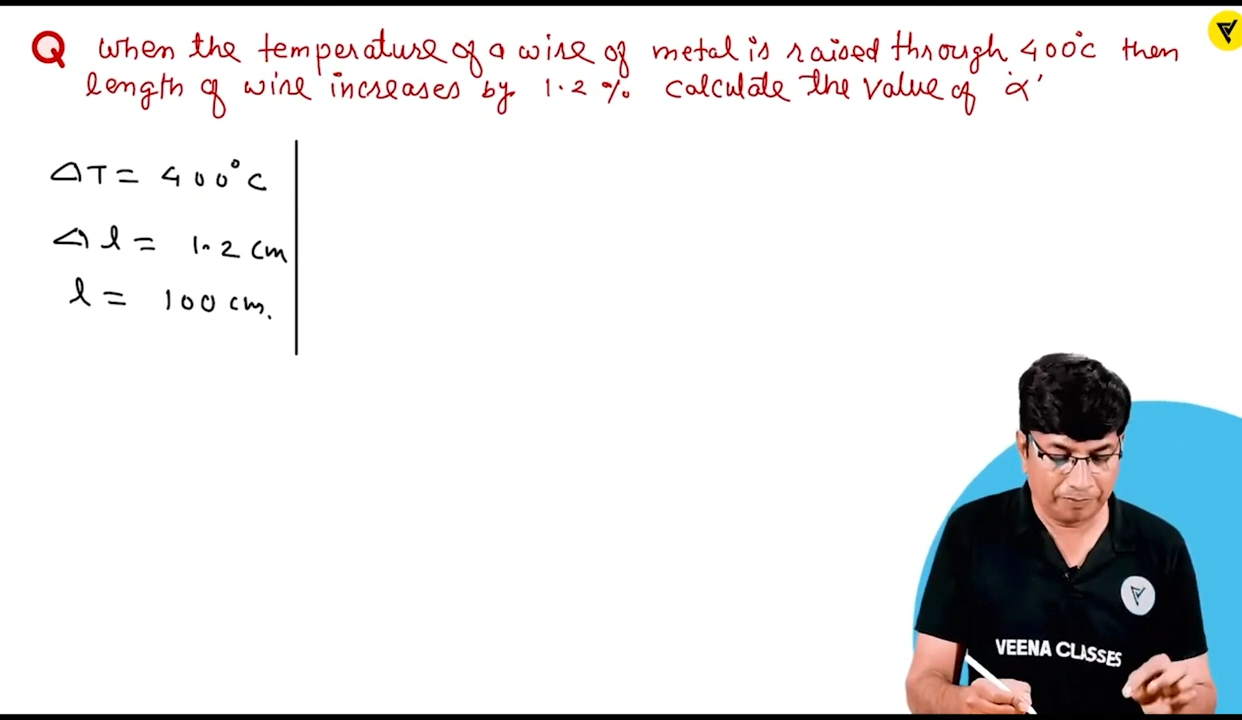 Q when the temperature of a wire of metal is raised through 400°C then
length of wire increases by 1.2 % calculate the value of 'α'
ΔT = 400°C
Δl = 1.2 cm
l = 100 cm.
VEENA CLASSES